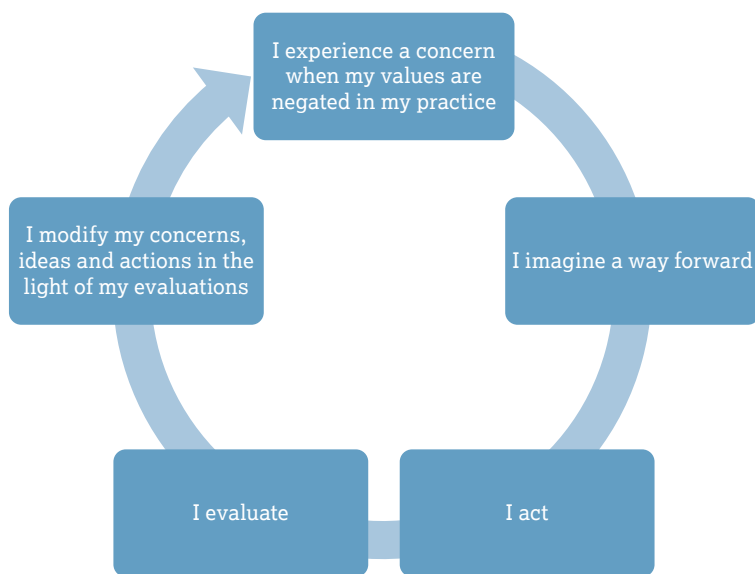 I experience a concern
when my values are
negated in my practice
I imagine a way forward
I act
I evaluate
I modify my concerns,
ideas and actions in the
light of my evaluations